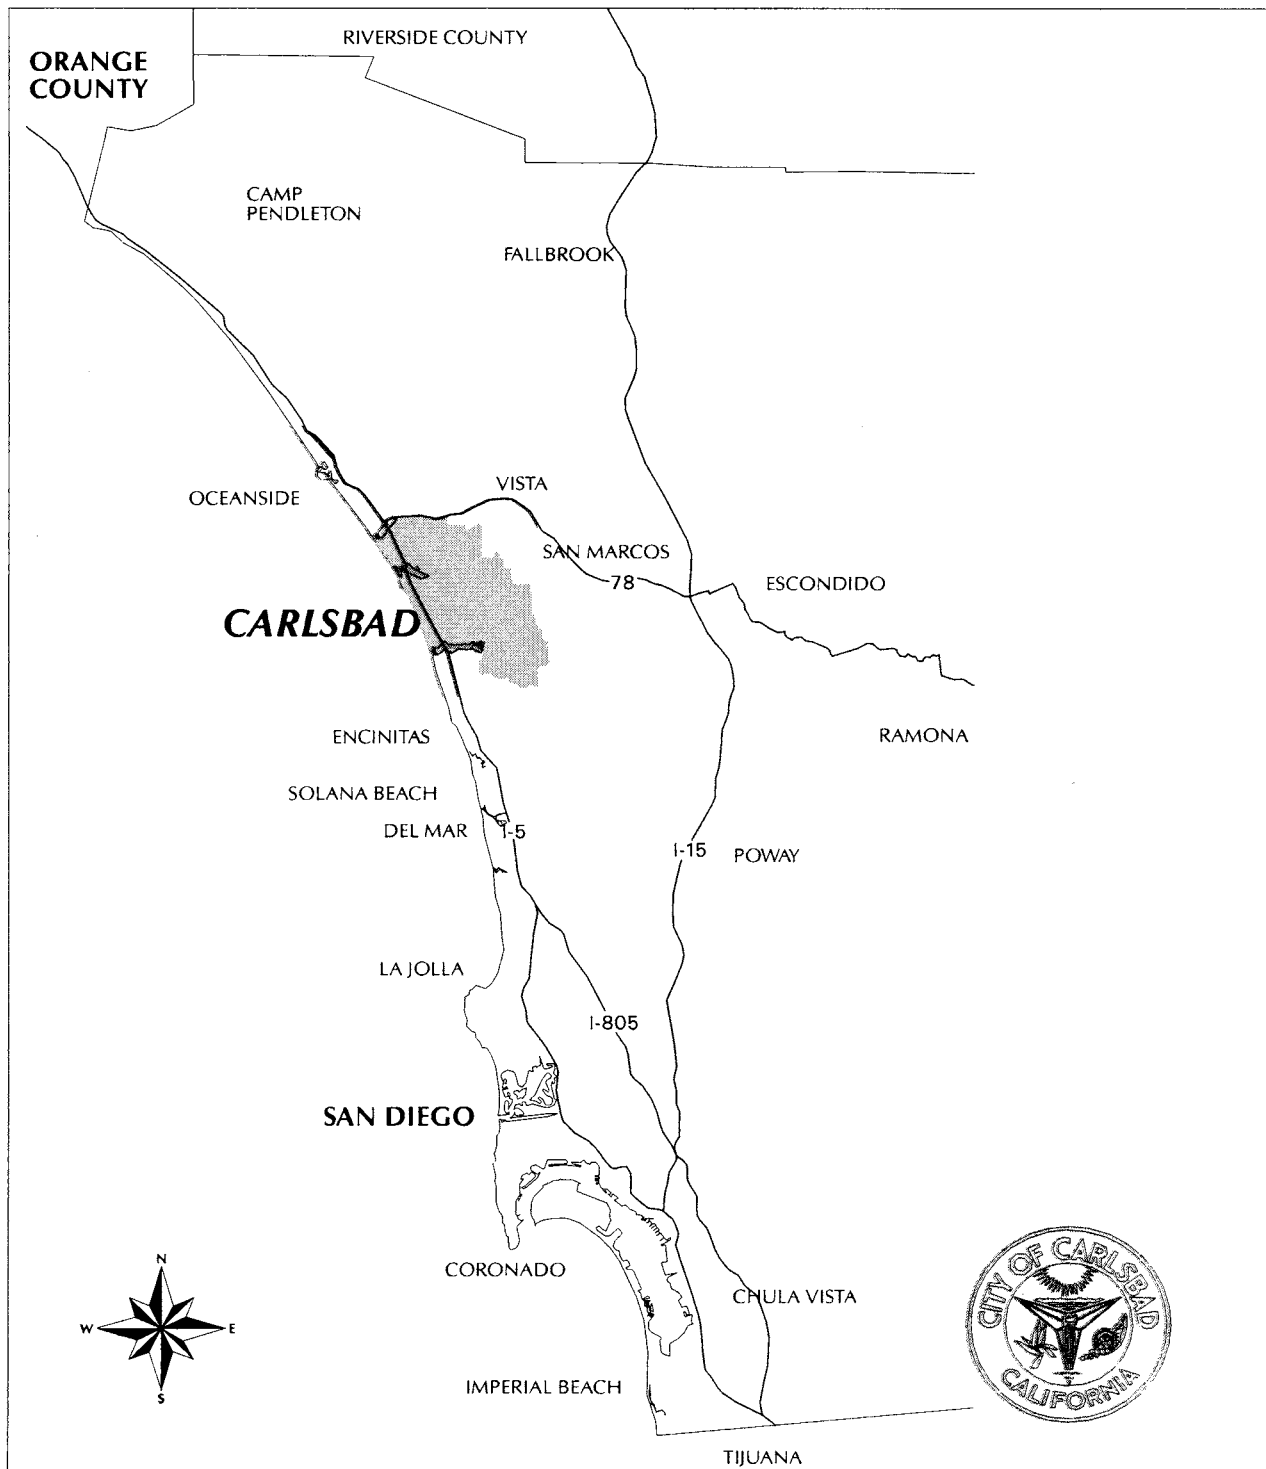 RIVERSIDE COUNTY
ORANGE
COUNTY
CAMP
PENDLETON
FALLBROOK
VISTA
OCEANSIDE
SAN MARCOS
78
ESCONDIDO
CARLSBAD
ENCINITAS
RAMONA
SOLANA BEACH
DEL MAR
I-5
I-15
POWAY
LA JOLLA
I-805
SAN DIEGO
CORONADO
CHULA VISTA
IMPERIAL BEACH
TIJUANA
N
W
E
S
CITY OF CARLSBAD
CALIFORNIA